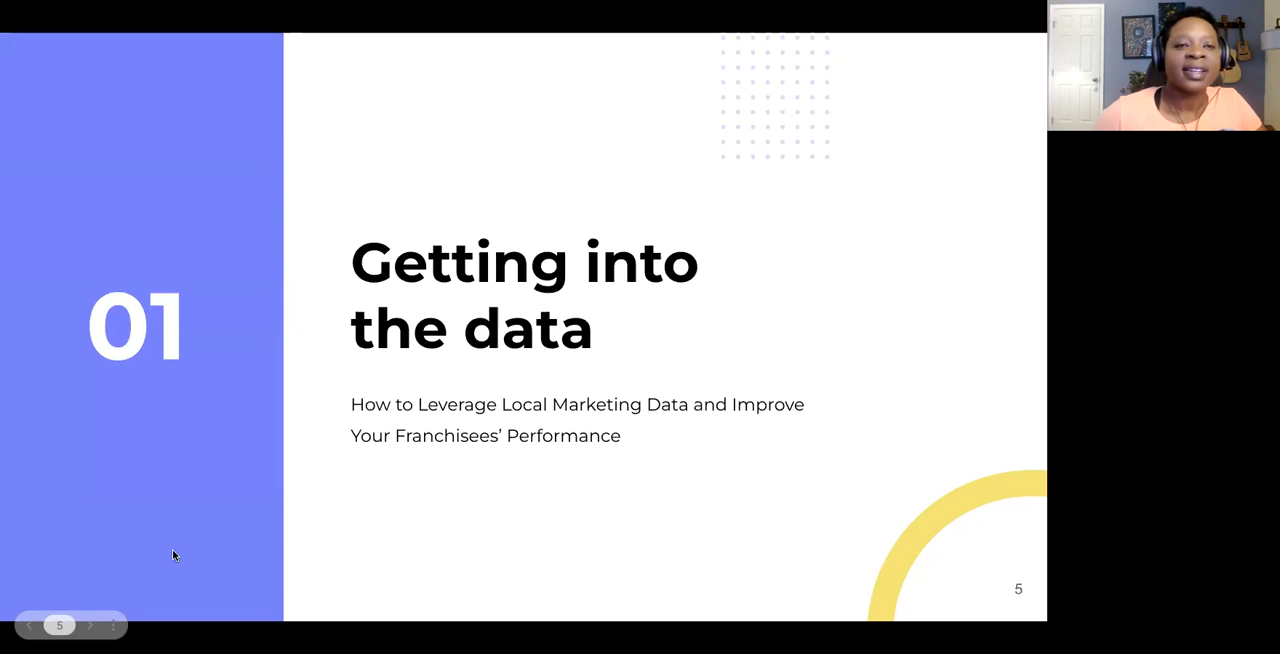 01
Getting into
the data
How to Leverage Local Marketing Data and Improve
Your Franchisees’ Performance
5
5